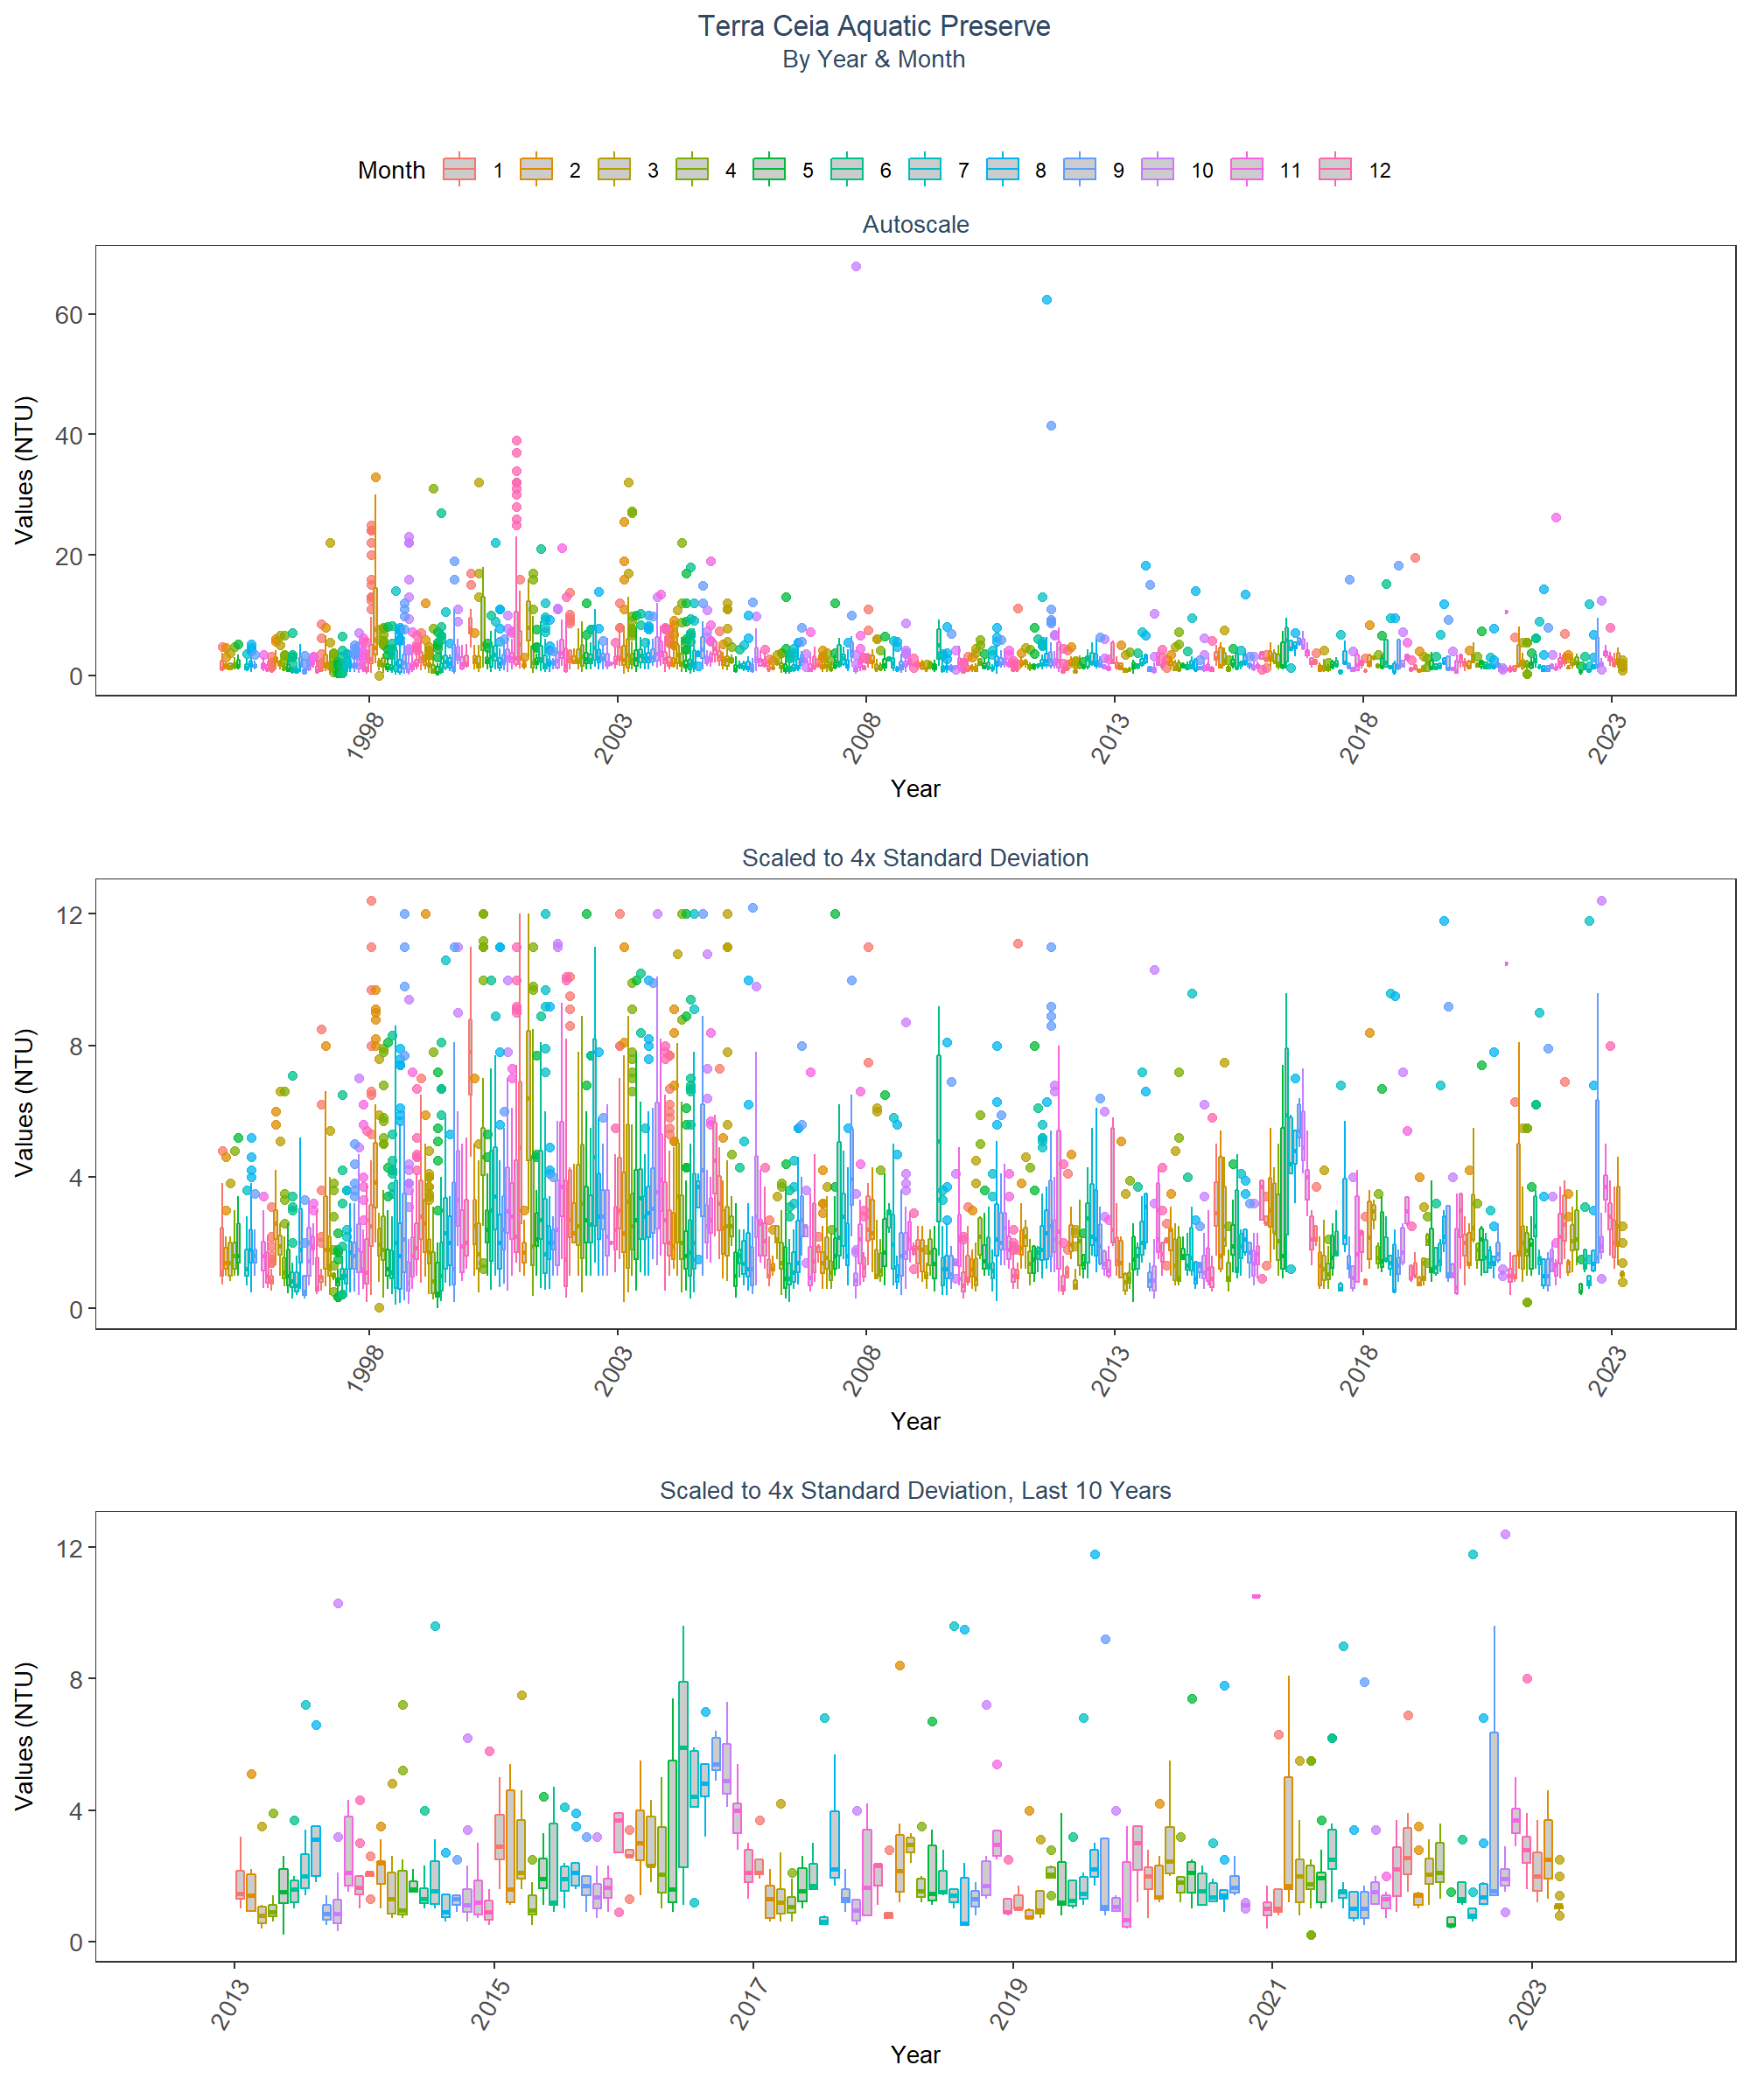 Terra Ceia Aquatic Preserve
By Year & Month
Month 1 2 3 4 5 6 7 8 9 10 11 12
Autoscale
Values (NTU)
60
40
20
0
1998 2003 2008 2013 2018 2023
Year
Scaled to 4x Standard Deviation
Values (NTU)
12
8
4
0
1998 2003 2008 2013 2018 2023
Year
Scaled to 4x Standard Deviation, Last 10 Years
Values (NTU)
12
8
4
0
2013 2015 2017 2019 2021 2023
Year